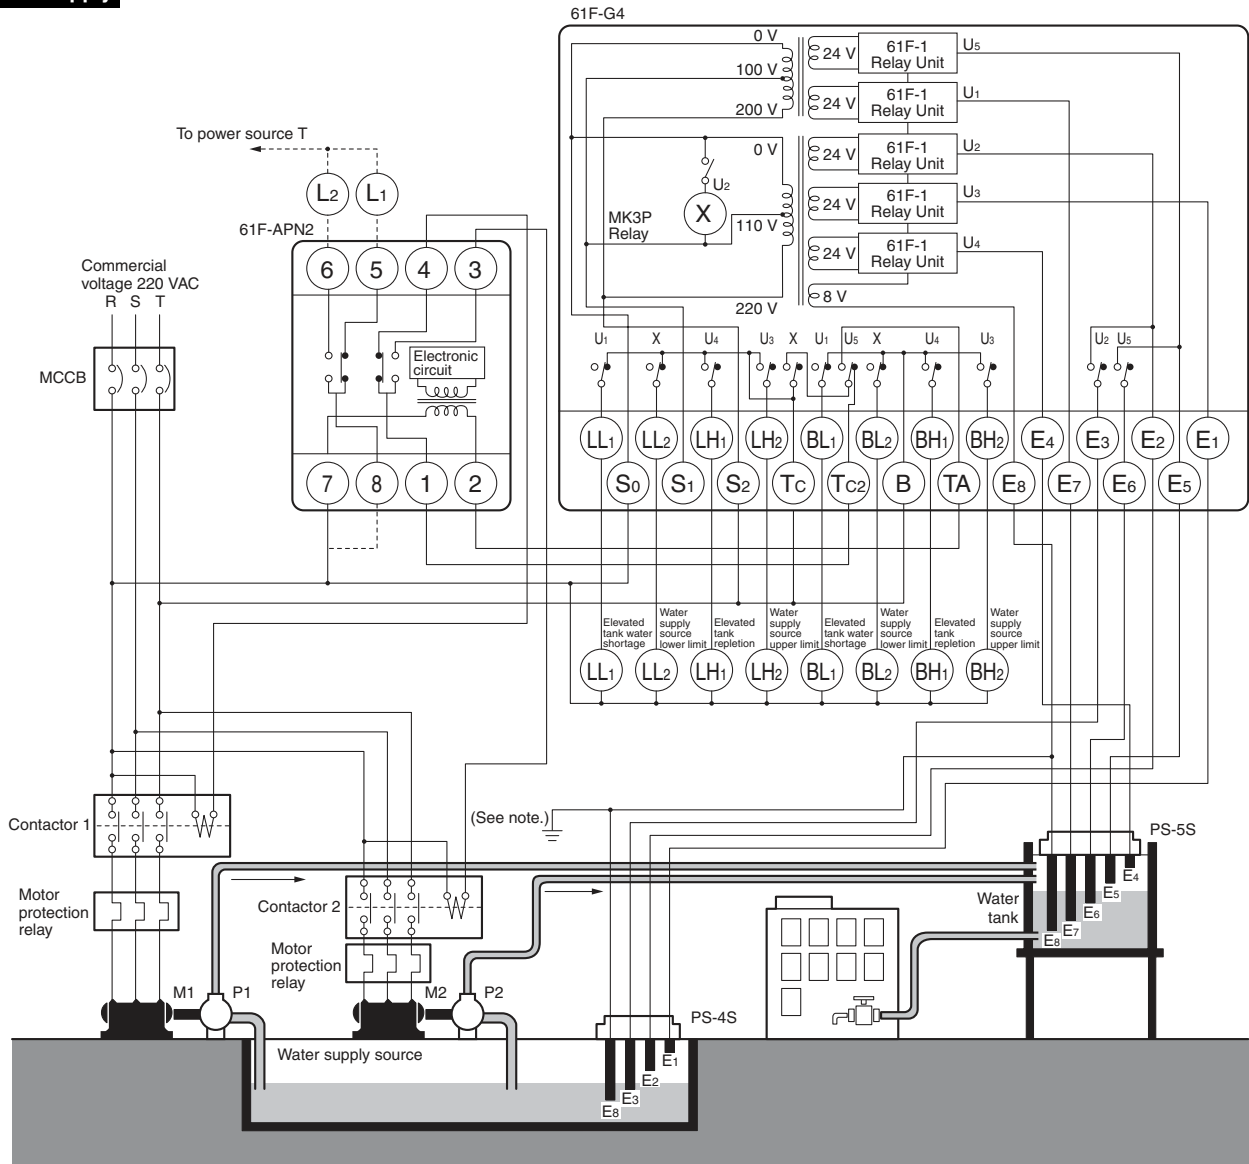 61F-G4
0 V
100 V
200 V
24 V
61F-1
Relay Unit
U5
24 V
61F-1
Relay Unit
U1
To power source T
0 V
24 V
61F-1
Relay Unit
U2
U2
L2
L1
X
MK3P
Relay
110 V
24 V
61F-1
Relay Unit
U3
61F-APN2
24 V
61F-1
Relay Unit
U4
6
5
4
3
Commercial
voltage 220 VAC
R S T
220 V
8 V
U1
X
U4
U3
X
U1
U5
X
U4
U3
U2
U5
MCCB
Electronic
circuit
LL1
LL2
LH1
LH2
BL1
BL2
BH1
BH2
E4
E3
E2
E1
7
8
1
2
S0
S1
S2
TC
TC2
B
TA
E8
E7
E6
E5
Elevated
tank water
shortage
Water
supply
source
lower limit
Elevated
tank
repletion
Water
supply
source
upper limit
Elevated
tank water
shortage
Water
supply
source
lower limit
Elevated
tank
repletion
Water
supply
source
upper limit
LL1
LL2
LH1
LH2
BL1
BL2
BH1
BH2
(See note.)
Contactor 1
PS-5S
E4
E5
E6
E7
E8
Water
tank
Motor
protection
relay
Contactor 2
Motor
protection
relay
M1
P1
M2
P2
PS-4S
Water supply source
E1
E2
E3
E8